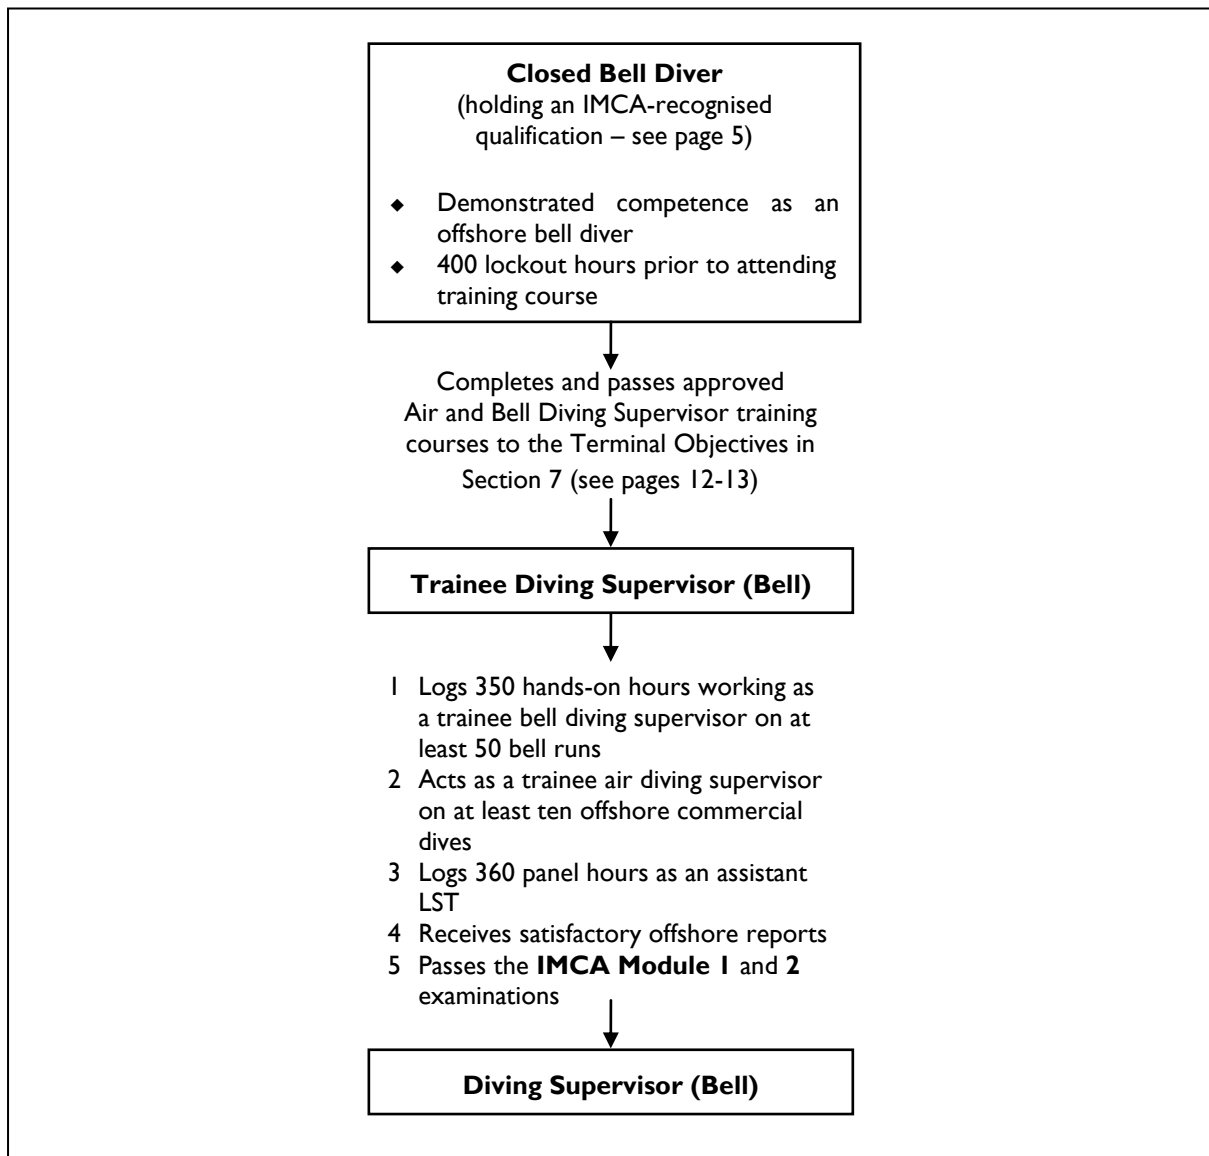 Closed Bell Diver
(holding an IMCA-recognised
qualification – see page 5)
◆ Demonstrated competence as an
offshore bell diver
◆ 400 lockout hours prior to attending
training course
Completes and passes approved
Air and Bell Diving Supervisor training
courses to the Terminal Objectives in
Section 7 (see pages 12-13)
Trainee Diving Supervisor (Bell)
1 Logs 350 hands-on hours working as
a trainee bell diving supervisor on at
least 50 bell runs
2 Acts as a trainee air diving supervisor
on at least ten offshore commercial
dives
3 Logs 360 panel hours as an assistant
LST
4 Receives satisfactory offshore reports
5 Passes the IMCA Module 1 and 2
examinations
Diving Supervisor (Bell)